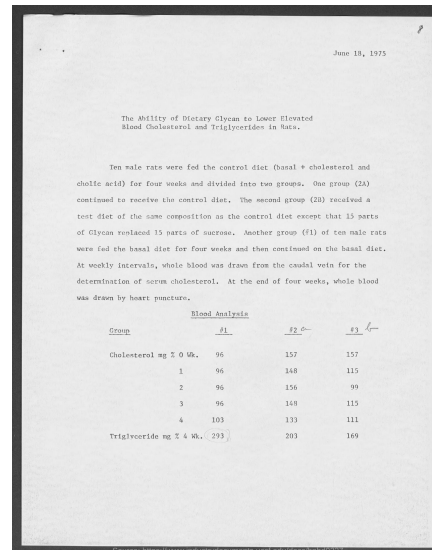 8
June 18, 1975
The Ability of Dietary Glycan to Lower Elevated
Blood Cholesterol and Triglycerides in Rats.
Ten male rats were fed the control diet (basal + cholesterol and
cholic acid) for four weeks and divided into two groups. One group (2A)
continued to receive the control diet. The second group (2B) received a
test diet of the same composition as the control diet except that 15 parts
of Glycan replaced 15 parts of sucrose. Another group (#1) of ten male rats
were fed the basal diet for four weeks and then continued on the basal diet.
At weekly intervals, whole blood was drawn from the caudal vein for the
determination of serum cholesterol. At the end of four weeks, whole blood
was drawn by heart puncture.
Blood Analysis
Group #1 #2 #3
Cholesterol mg % 0 Wk. 96 157 157
1 96 148 115
2 96 156 99
3 96 148 115
4 103 133 111
Triglyceride mg % 4 Wk. 293 203 169